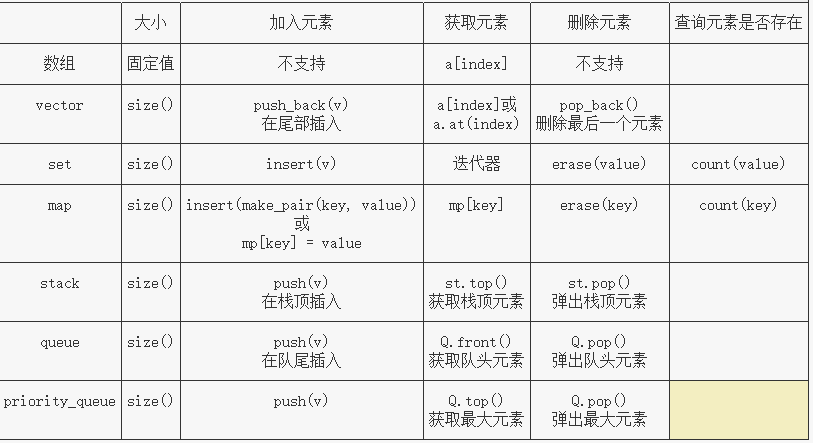 大小 加入元素 获取元素 删除元素 查询元素是否存在
数组 固定值 不支持 a[index] 不支持
vector size() push_back(v) a[index]或 pop_back()
在尾部插入 a.at(index) 删除最后一个元素
set size() insert(v) 迭代器 erase(value) count(value)
map size() insert(make_pair(key, value)) mp[key] erase(key) count(key)
或
mp[key] = value
stack size() push(v) st.top() st.pop()
在栈顶插入 获取栈顶元素 弹出栈顶元素
queue size() push(v) Q.front() Q.pop()
在队尾插入 获取队头元素 弹出队头元素
priority_queue size() push(v) Q.top() Q.pop()
获取最大元素 弹出最大元素